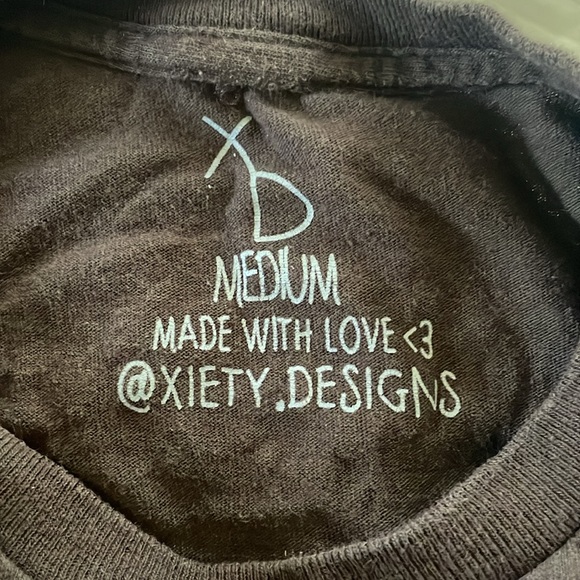 XD
MEDIUM
MADE WITH LOVE <3
@XIETY.DESIGNS